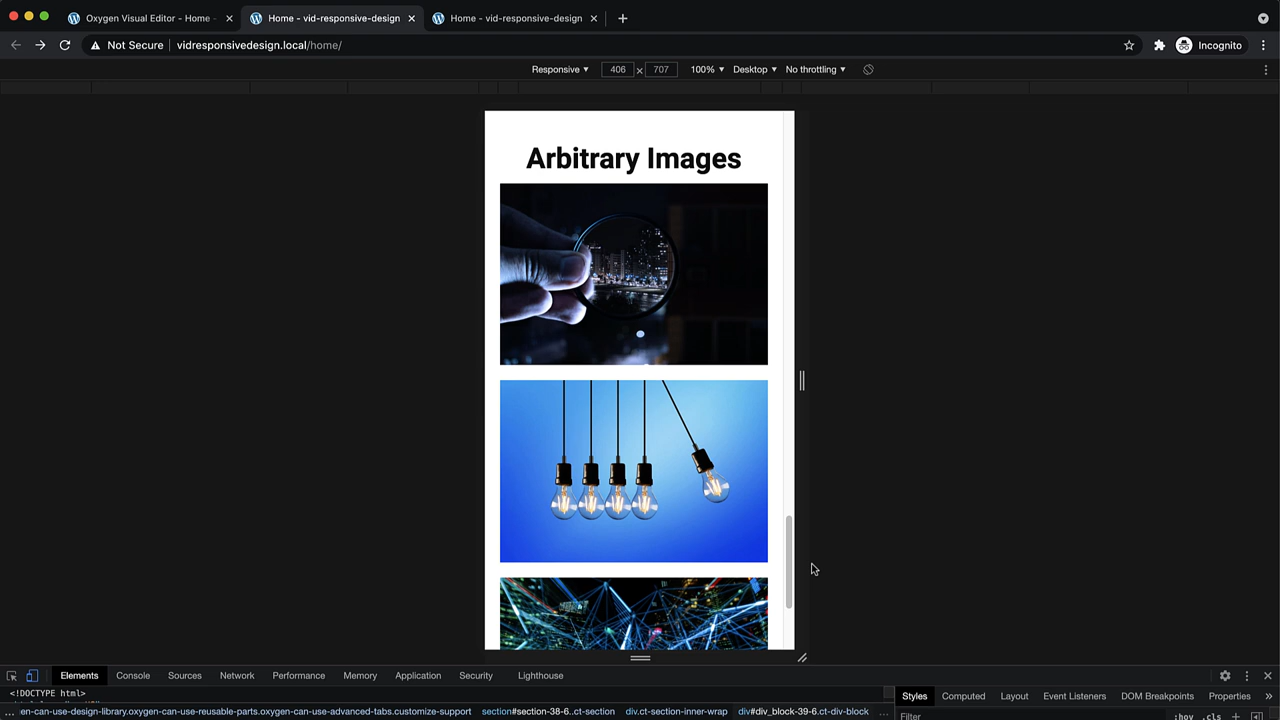 Oxygen Visual Editor - Home -
Home - vid-responsive-design
Home - vid-responsive-design
Not Secure
vidresponsivedesign.local/home/
Incognito
Responsive
406
707
100%
Desktop
No throttling
Arbitrary Images
Elements
Console
Sources
Network
Performance
Memory
Application
Security
Lighthouse
<!DOCTYPE html>
Styles
Computed
Layout
Event Listeners
DOM Breakpoints
Properties
... en-can-use-design-library.oxygen-can-use-reusable-parts.oxygen-can-use-advanced-tabs.customize-support section#section-38-6..ct-section div.ct-section-inner-wrap div#div_block-39-6.ct-div-block ...
Filter
:hov .cls